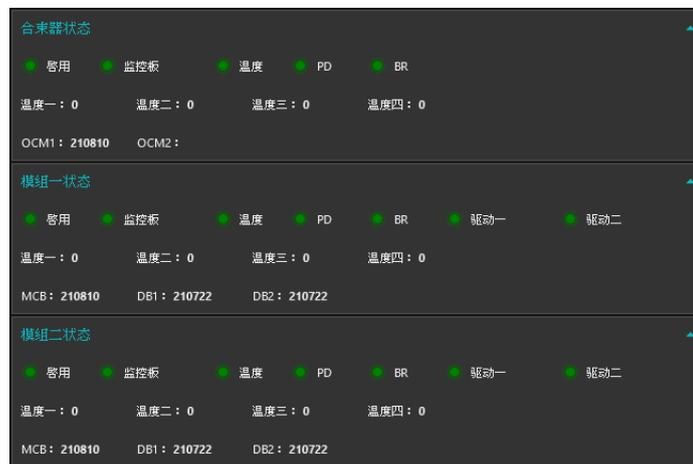 合束器状态
启用 监控板 温度 PD BR
温度一：0 温度二：0 温度三：0 温度四：0
OCM1：210810 OCM2：
模组一状态
启用 监控板 温度 PD BR 驱动一 驱动二
温度一：0 温度二：0 温度三：0 温度四：0
MCB：210810 DB1：210722 DB2：210722
模组二状态
启用 监控板 温度 PD BR 驱动一 驱动二
温度一：0 温度二：0 温度三：0 温度四：0
MCB：210810 DB1：210722 DB2：210722